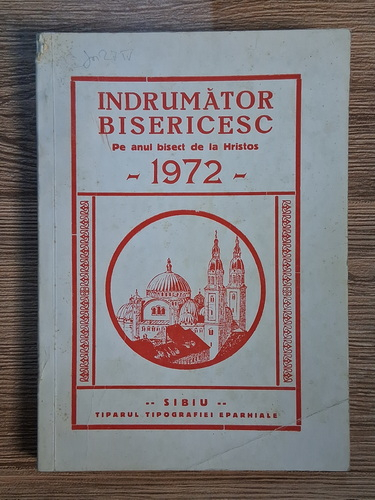 INDRUMĂTOR
BISERICESC
Pe anul bisect de la Hristos
- 1972 -
-- SIBIU --
TIPARUL TIPOGRAFIEI EPARHIALE